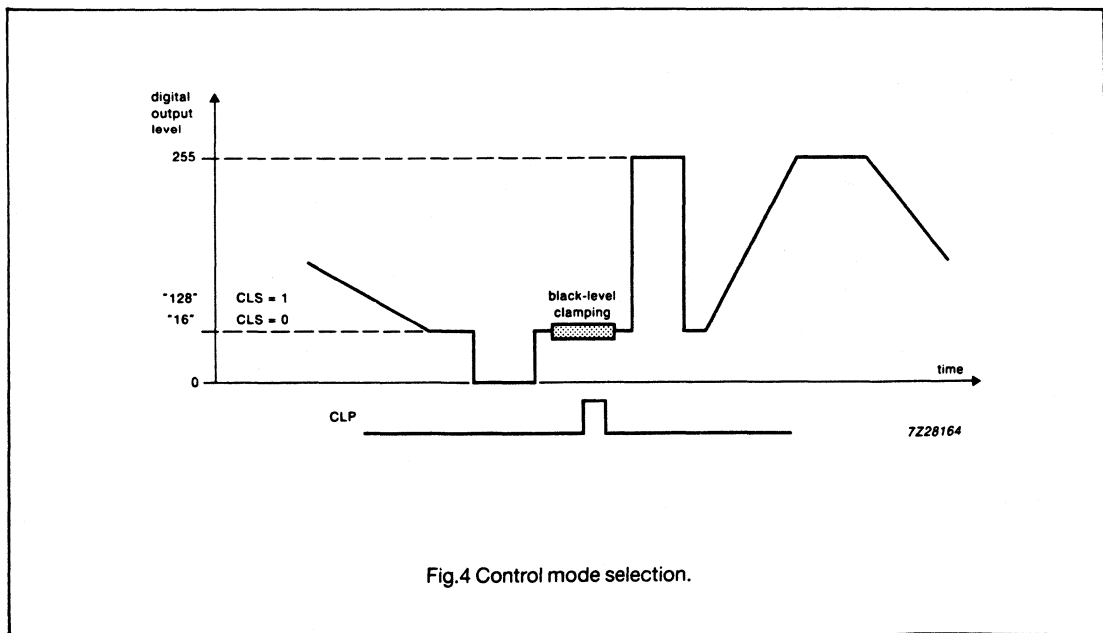 digital
output
level
255
"128" CLS = 1
"16" CLS = 0
black-level
clamping
0
time
CLP
7Z28164
Fig.4 Control mode selection.